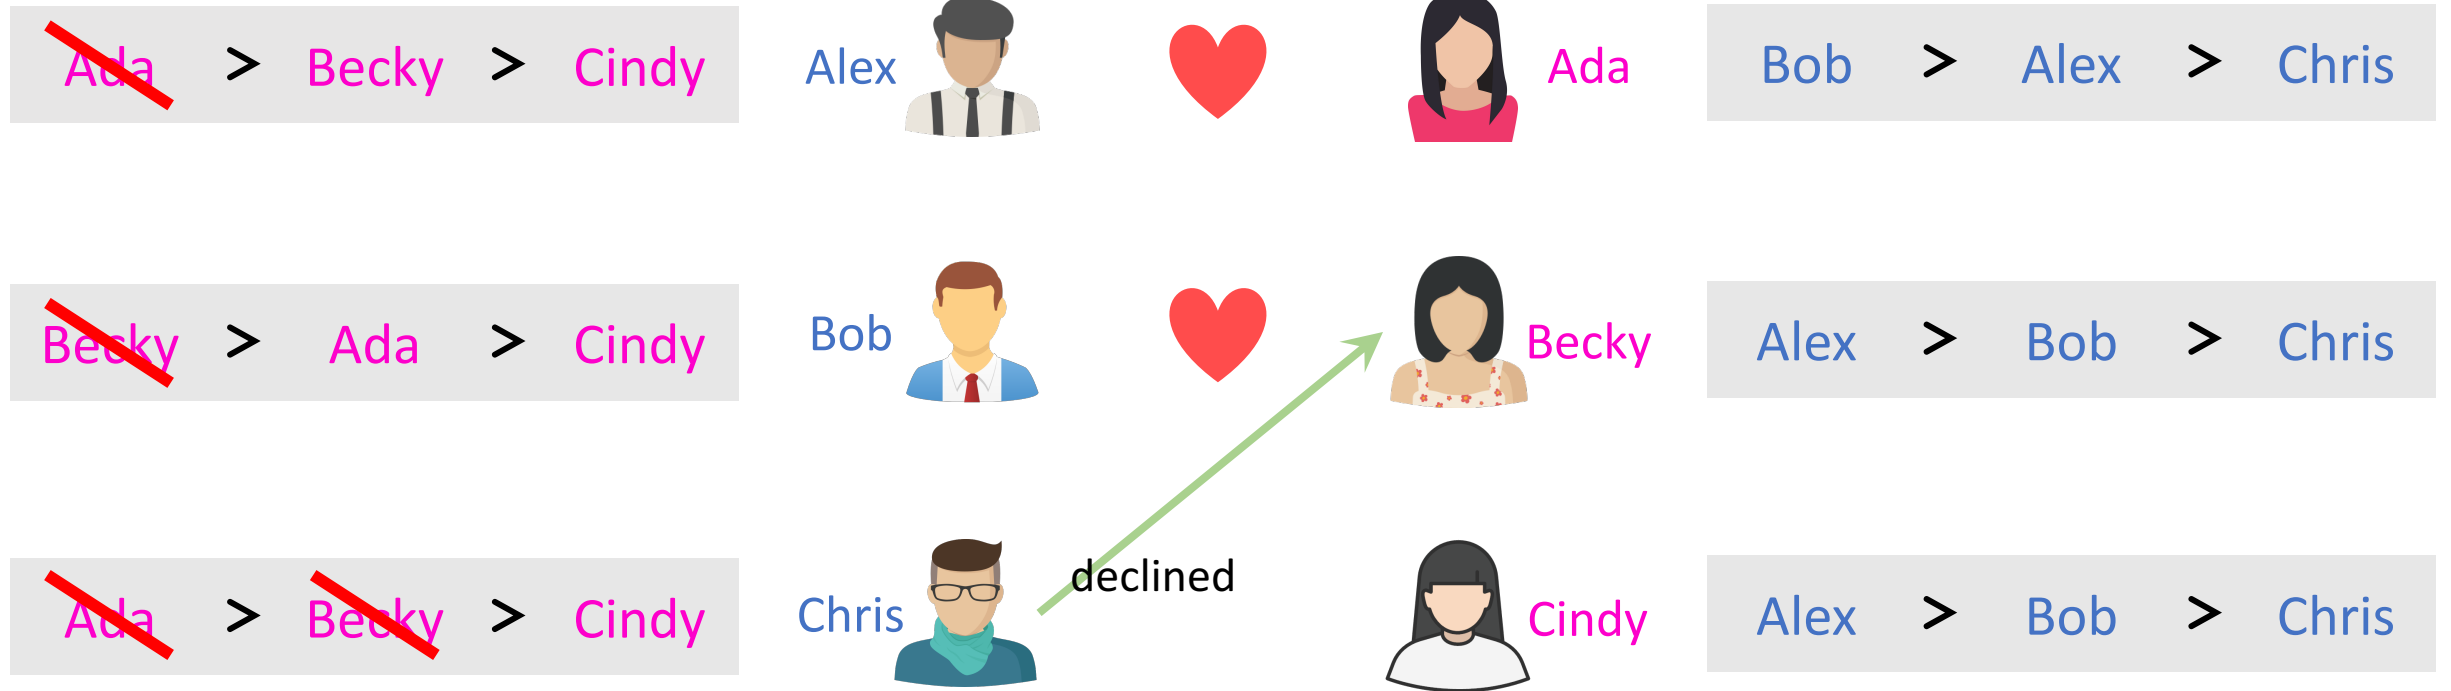 Ada > Becky > Cindy Alex Ada Bob > Alex > Chris
Becky > Ada > Cindy Bob Becky Alex > Bob > Chris
declined
Ada > Becky > Cindy Chris Cindy Alex > Bob > Chris